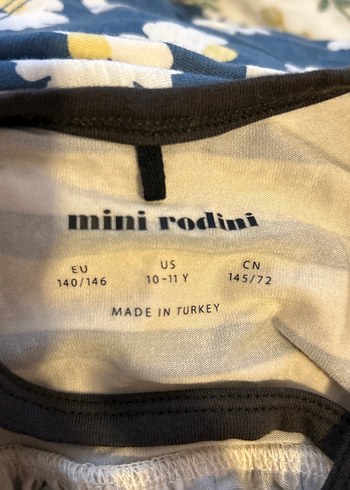 mini rodini
EU US CN
140/146 10-11 Y 145/72
MADE IN TURKEY